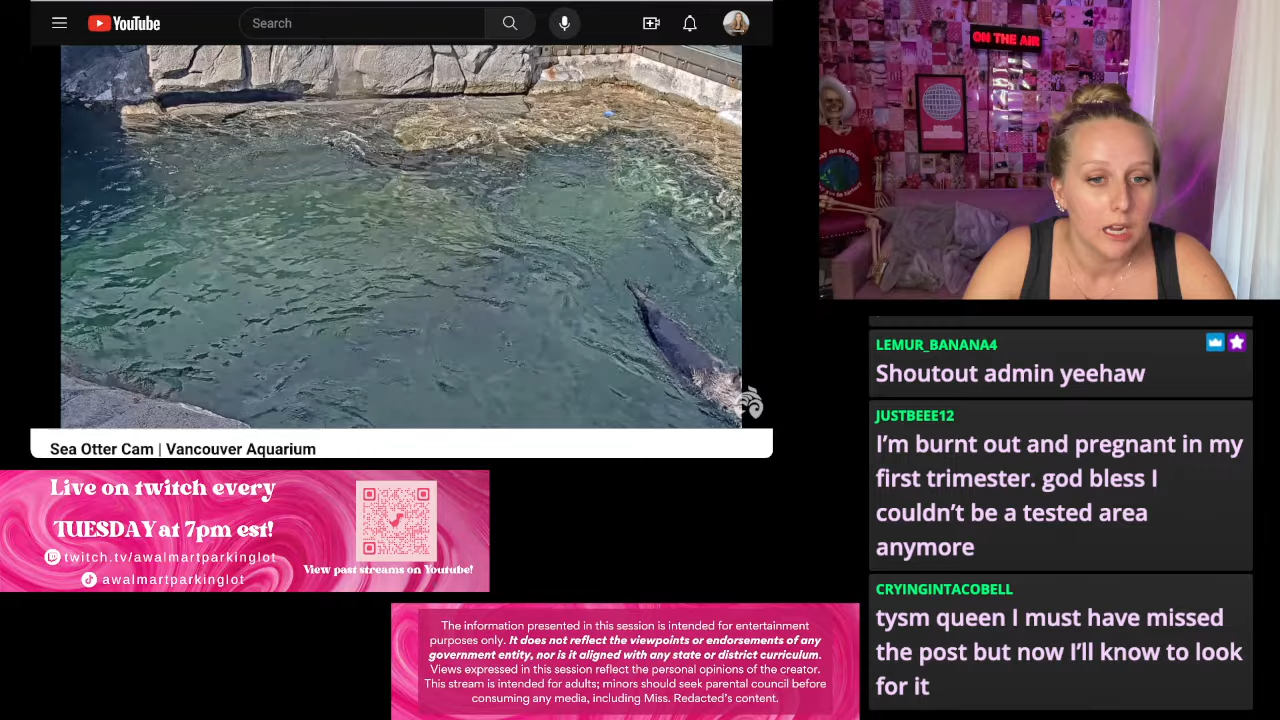 YouTube
Search
ON THE AIR
Sea Otter Cam | Vancouver Aquarium
LEMUR_BANANA4
Shoutout admin yeehaw
JUSTBEEE12
I'm burnt out and pregnant in my
first trimester. god bless I
couldn't be a tested area
anymore
CRYINGINTACOBELL
tysm queen I must have missed
the post but now I'll know to look
for it
Live on twitch every
TUESDAY at 7pm est!
twitch.tv/awalmartparkinglot
awalmartparkinglot
View past streams on Youtube!
The information presented in this session is intended for entertainment
purposes only. It does not reflect the viewpoints or endorsements of any
government entity, nor is it aligned with any state or district curriculum.
Views expressed in this session reflect the personal opinions of the creator.
This stream is intended for adults; minors should seek parental council before
consuming any media, including Miss. Redacted's content.